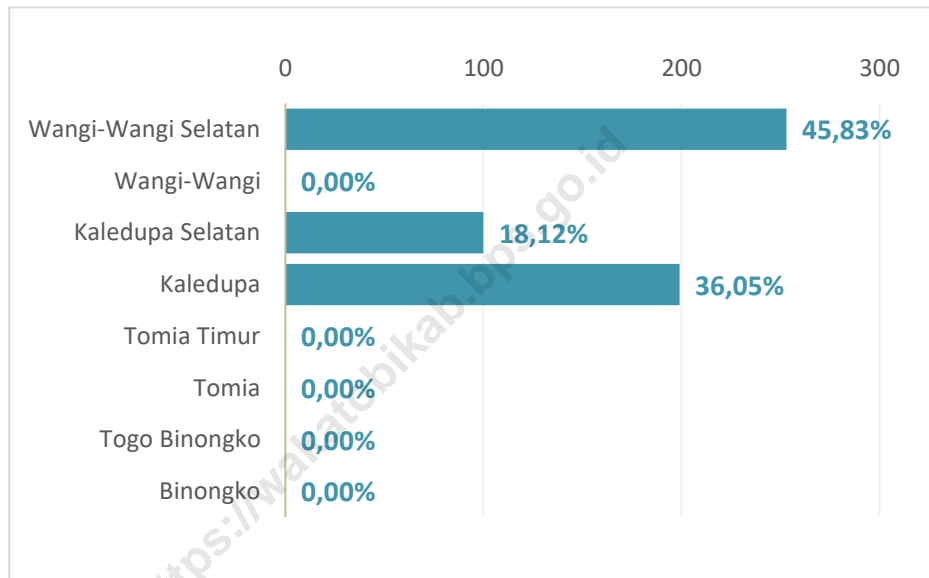 0 100 200 300
Wangi-Wangi Selatan 45,83%
Wangi-Wangi 0,00%
Kaledupa Selatan 18,12%
Kaledupa 36,05%
Tomia Timur 0,00%
Tomia 0,00%
Togo Binongko 0,00%
Binongko 0,00%
https://wakatobikab.bps.go.id